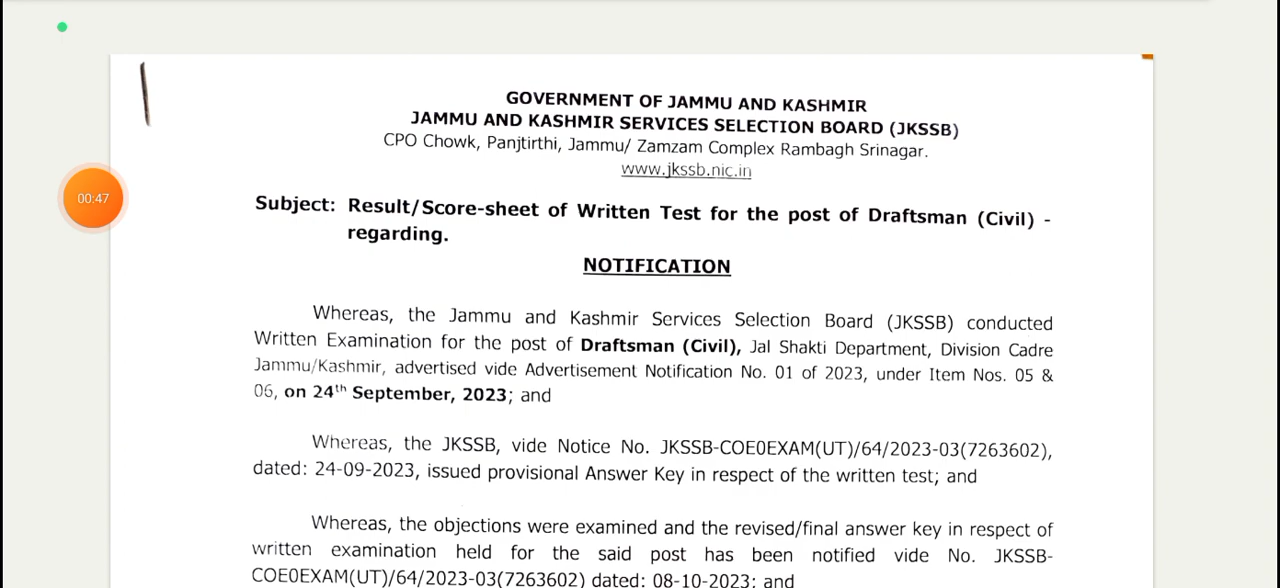 GOVERNMENT OF JAMMU AND KASHMIR
JAMMU AND KASHMIR SERVICES SELECTION BOARD (JKSSB)
CPO Chowk, Panjtirthi, Jammu/ Zamzam Complex Rambagh Srinagar.
www.jkssb.nic.in
00:47
Subject: Result/Score-sheet of Written Test for the post of Draftsman (Civil) -
regarding.
NOTIFICATION
Whereas, the Jammu and Kashmir Services Selection Board (JKSSB) conducted
Written Examination for the post of Draftsman (Civil), Jal Shakti Department, Division Cadre
Jammu/Kashmir, advertised vide Advertisement Notification No. 01 of 2023, under Item Nos. 05 &
06, on 24th September, 2023; and
Whereas, the JKSSB, vide Notice No. JKSSB-COE0EXAM(UT)/64/2023-03(7263602),
dated: 24-09-2023, issued provisional Answer Key in respect of the written test; and
Whereas, the objections were examined and the revised/final answer key in respect of
written examination held for the said post has been notified vide No. JKSSB-
COE0EXAM(UT)/64/2023-03(7263602) dated: 08-10-2023; and